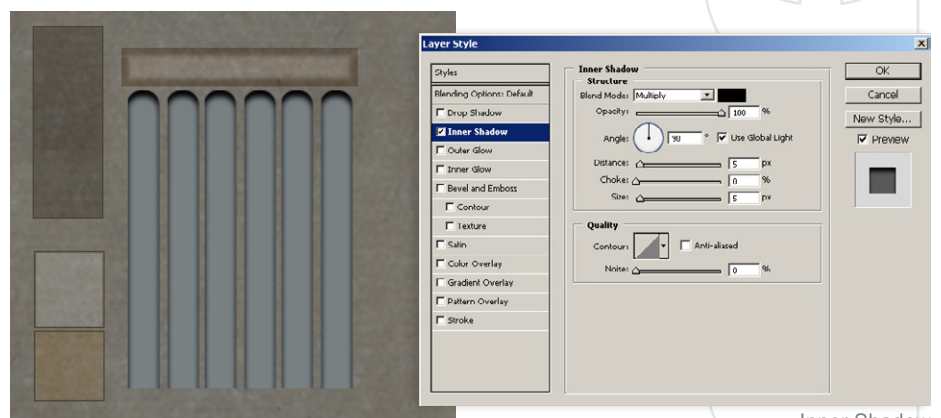 Layer Style
Styles
Blending Options: Default
Drop Shadow
Inner Shadow
Outer Glow
Inner Glow
Bevel and Emboss
Contour
Texture
Satin
Color Overlay
Gradient Overlay
Pattern Overlay
Stroke
Inner Shadow
Structure
Blend Mode: Multiply
Opacity: 100 %
Angle: 90 ° Use Global Light
Distance: 5 px
Choke: 0 %
Size: 5 px
Quality
Contour: Anti-aliased
Noise: 0 %
OK
Cancel
New Style...
Preview
Inner Shadow